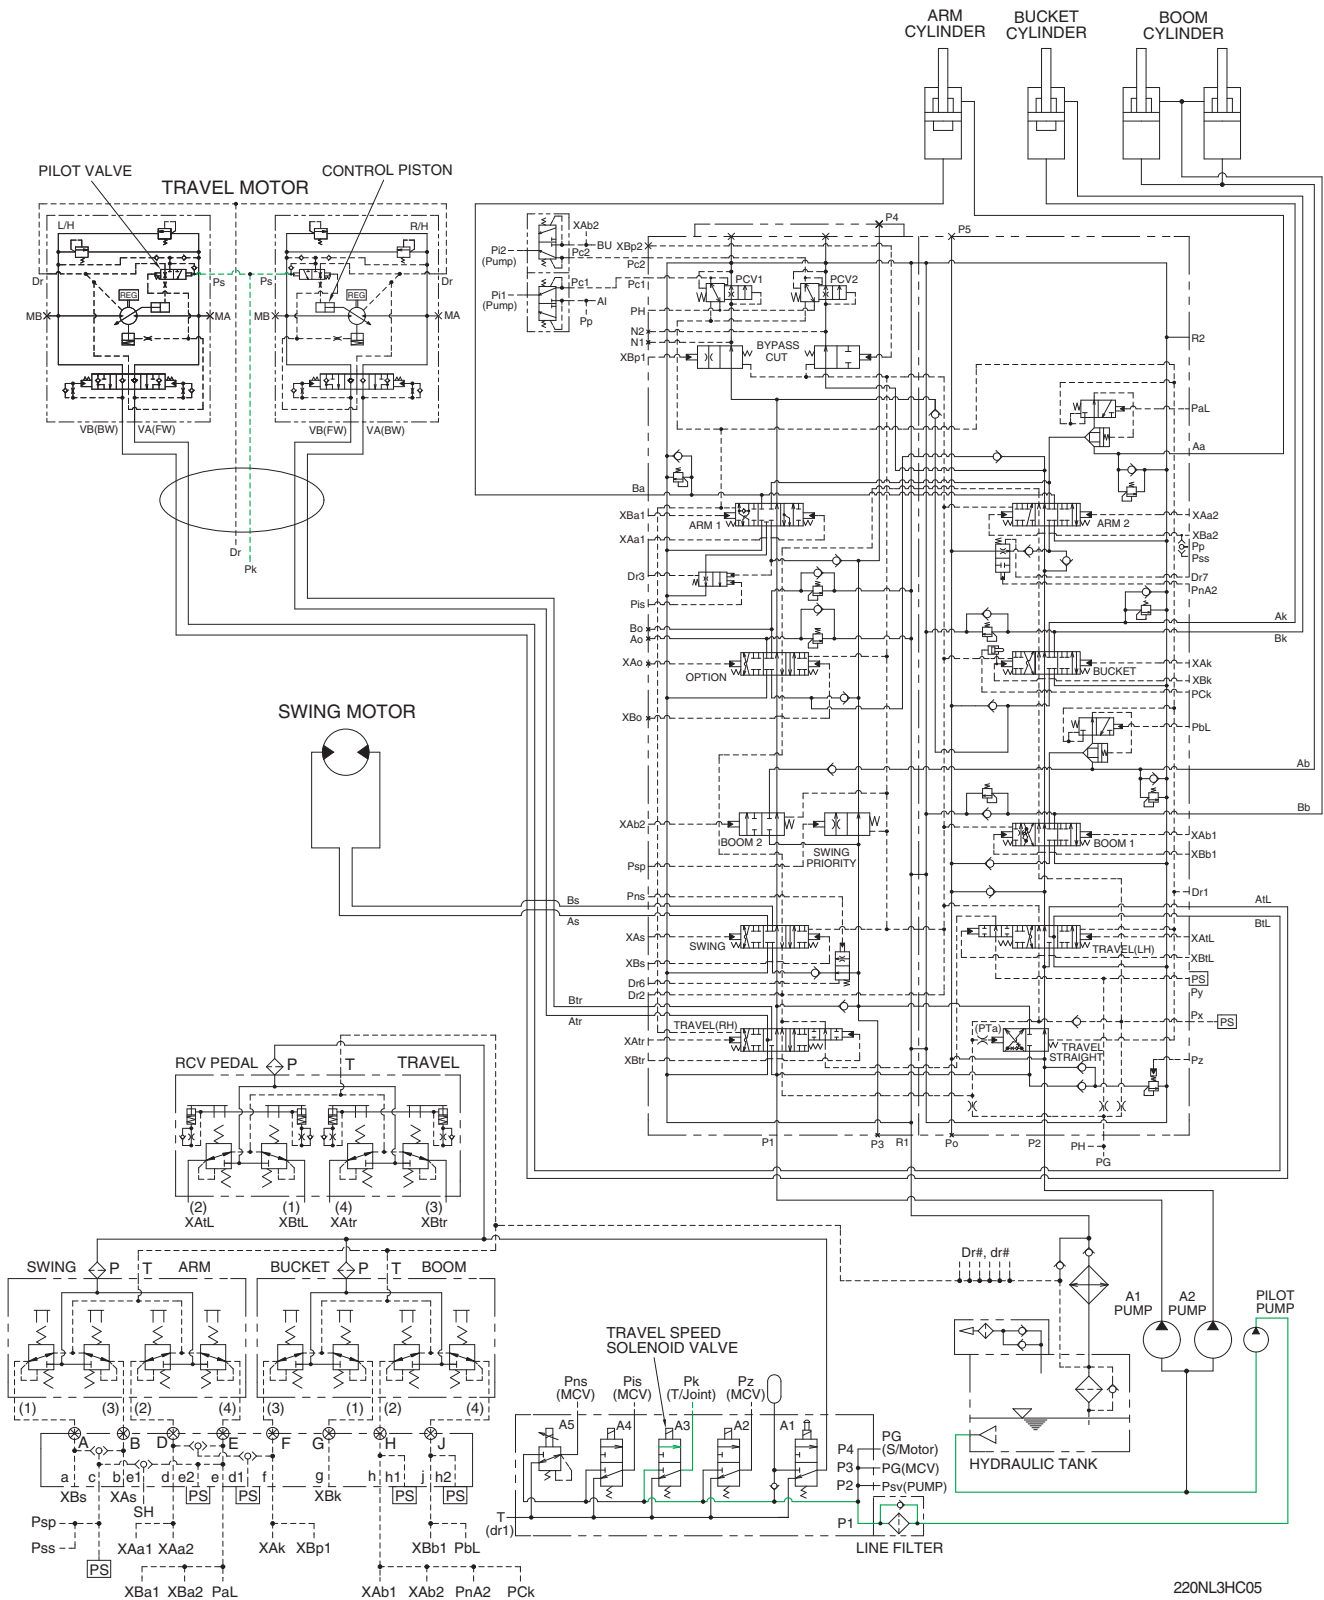 ARM
CYLINDER
BUCKET
CYLINDER
BOOM
CYLINDER
PILOT VALVE
CONTROL PISTON
TRAVEL MOTOR
L/H
R/H
Dr
Ps
Ps
Dr
REG
REG
MB
MA
MB
MA
VB(BW)
VA(FW)
VB(FW)
VA(BW)
Dr
Pk
XAb2
BU
Pc2
Pi2
(Pump)
Pc1
AI
Pi1
(Pump)
Pp
P4
P5
XBp2
Pc2
Pc1
PCV1
PCV2
PH
N2
N1
XBp1
BYPASS
CUT
R2
PaL
Aa
Ba
XBa1
ARM 1
XAa1
ARM 2
XAa2
XBa2
Pp
Pss
Dr3
Pis
Dr7
PnA2
Bo
Ao
Ak
Bk
XAo
OPTION
XBo
BUCKET
XAk
XBk
PCk
PbL
Ab
Bb
SWING MOTOR
XAb2
BOOM 2
SWING
PRIORITY
Psp
BOOM 1
XAb1
XBb1
Pns
Dr1
AtL
BtL
Bs
As
XAs
SWING
XBs
Dr6
Dr2
TRAVEL(LH)
XAtL
XBtL
PS
Py
Px
PS
Btr
Atr
TRAVEL(RH)
XAtr
XBtr
(PTa)
TRAVEL
STRAIGHT
Pz
P1
P3
R1
Po
P2
PH
PG
RCV PEDAL
P
T
TRAVEL
(2)
XAtL
(1)
XBtL
(4)
XAtr
(3)
XBtr
SWING
P
T
ARM
BUCKET
P
T
BOOM
(1)
(3)
(2)
(4)
(3)
(1)
(2)
(4)
A
B
D
E
F
G
H
J
a
c
b
e1
d
e2
e
d1
f
g
h
h1
j
h2
XBs
XAs
PS
PS
XBk
PS
PS
SH
Psp
Pss
PS
XAa1
XAa2
XAk
XBp1
XBb1
PbL
XBa1
XBa2
PaL
XAb1
XAb2
PnA2
PCk
TRAVEL SPEED
SOLENOID VALVE
Pns
(MCV)
Pis
(MCV)
Pk
(T/Joint)
Pz
(MCV)
A5
A4
A3
A2
A1
P4
PG
(S/Motor)
P3
PG(MCV)
P2
Psv(PUMP)
P1
T
(dr1)
LINE FILTER
Dr#, dr#
A1
PUMP
A2
PUMP
PILOT
PUMP
HYDRAULIC TANK
220NL3HC05